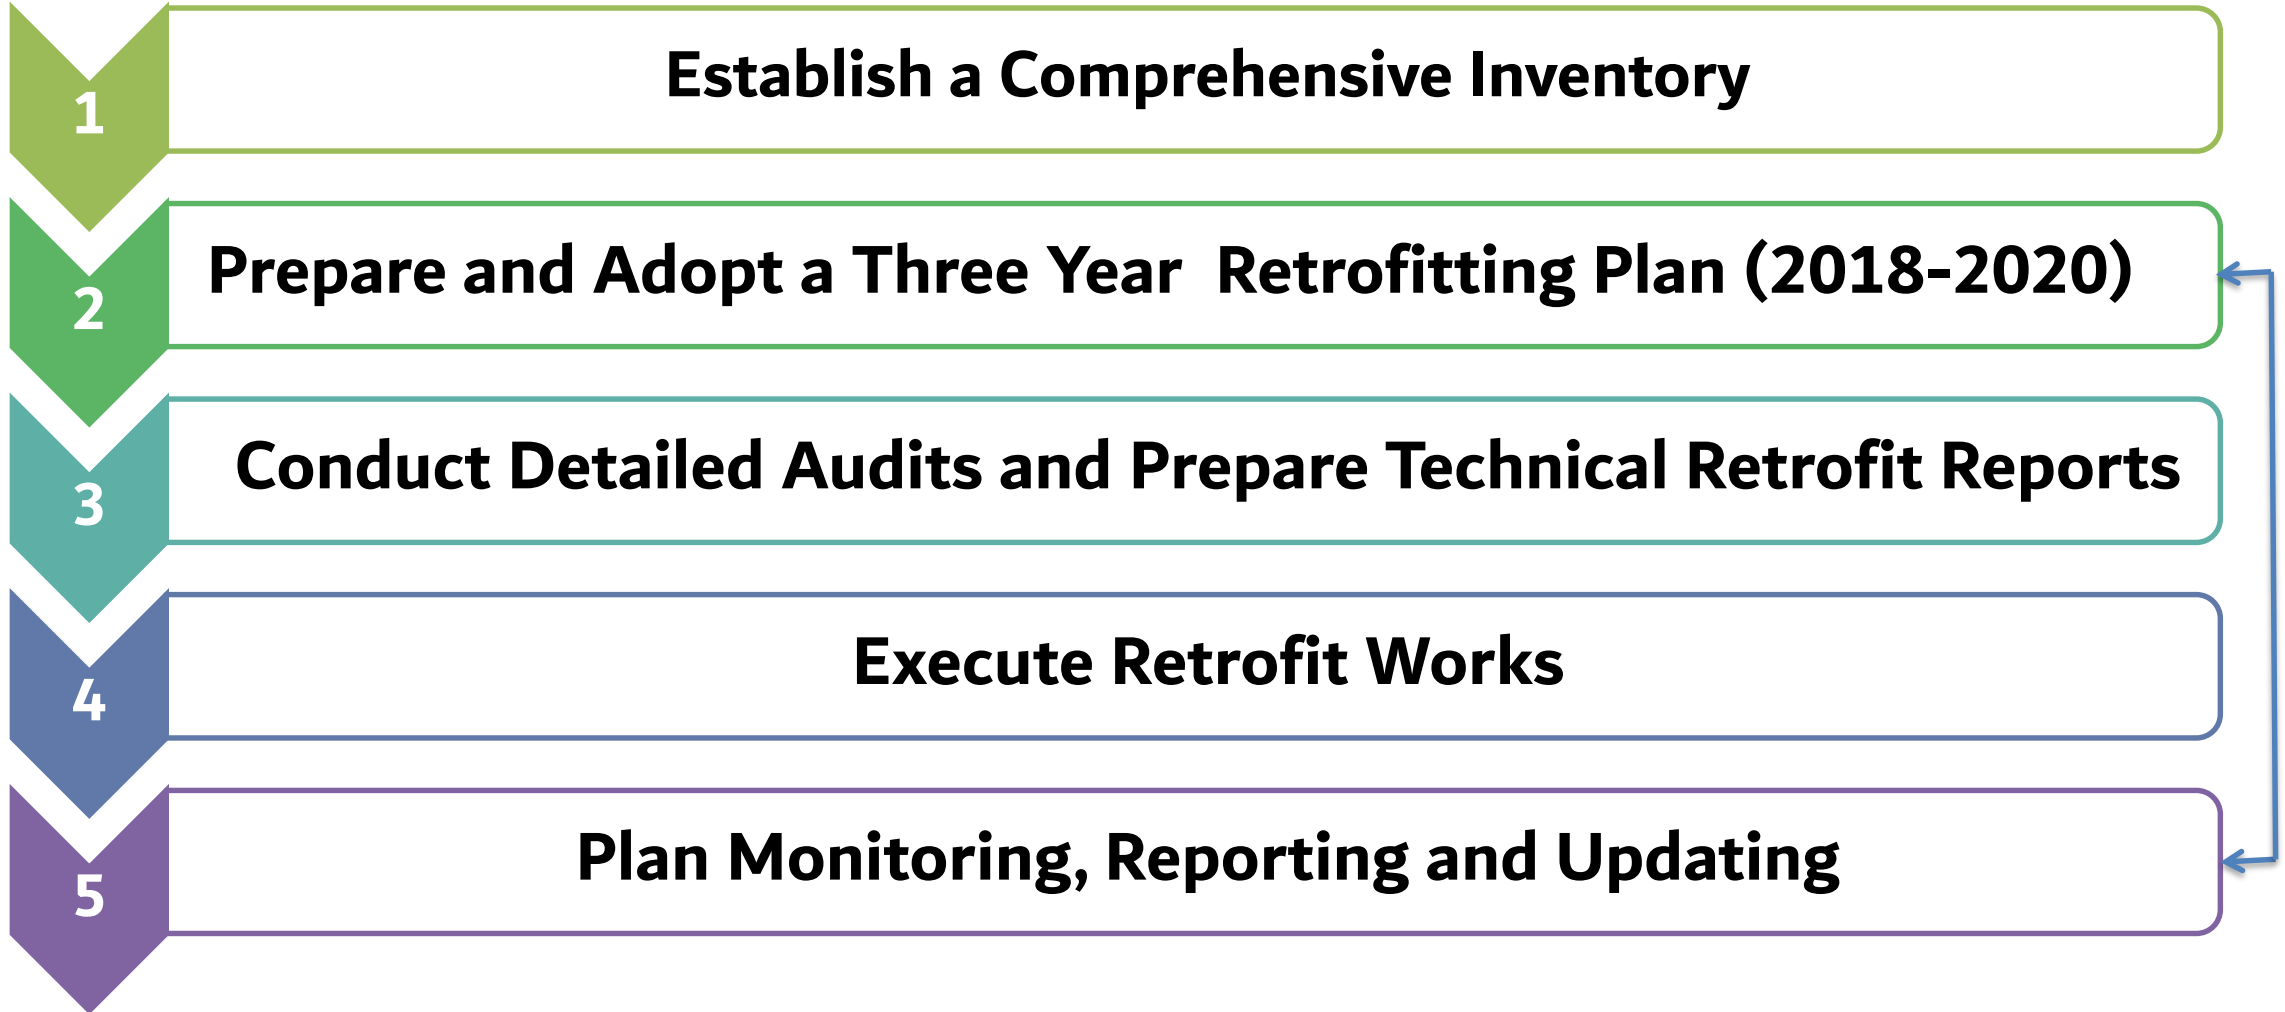 1
Establish a Comprehensive Inventory
2
Prepare and Adopt a Three Year  Retrofitting Plan (2018-2020)
3
Conduct Detailed Audits and Prepare Technical Retrofit Reports
4
Execute Retrofit Works
5
Plan Monitoring, Reporting and Updating